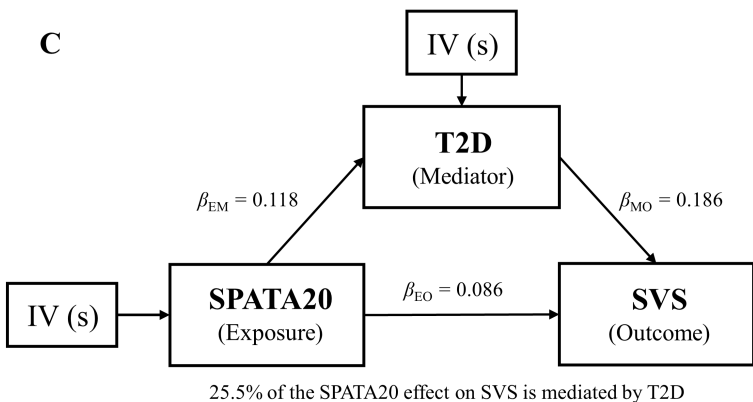 C
IV (s)
T2D
(Mediator)
βEM = 0.118
βMO = 0.186
IV (s)
SPATA20
(Exposure)
βEO = 0.086
SVS
(Outcome)
25.5% of the SPATA20 effect on SVS is mediated by T2D